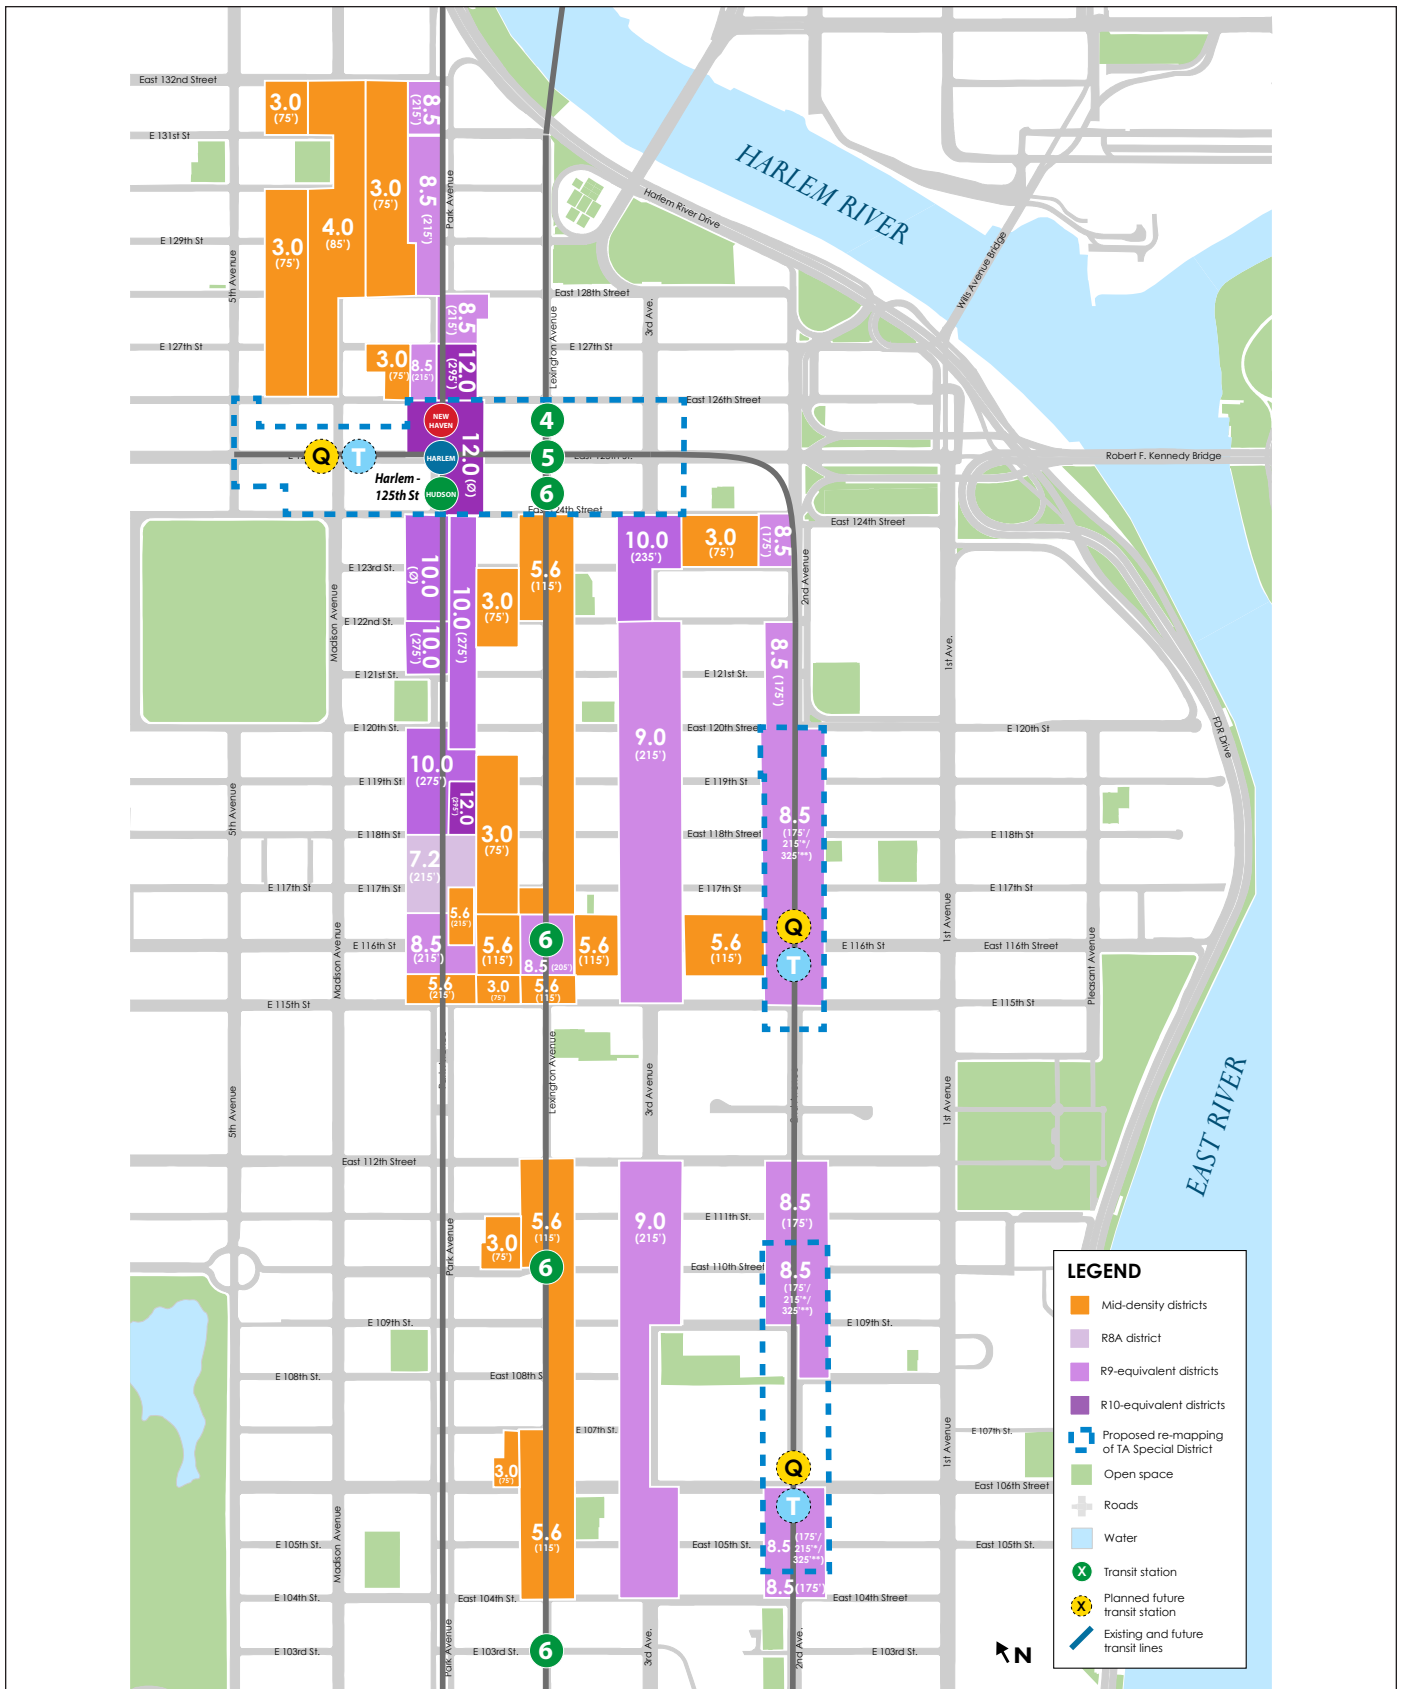 East 132nd Street
3.0
(75')
8.5
(215')
E 131st St
HARLEM RIVER
3.0
(75')
8.5 (215')
Park Avenue
Harlem River Drive
4.0
(85')
3.0
(75')
E 129th St
5th Avenue
Wills Avenue Bridge
East 128th Street
8.5
(215')
3rd Ave.
Lexington Avenue
E 127th St
3.0
(75')
8.5
(215')
12.0
(295')
E 127th St
East 126th Street
NEW
HAVEN
4
Q
T
HARLEM
12.0 (Ø)
5
Robert F. Kennedy Bridge
Harlem -
125th St
HUDSON
6
East 124th Street
10.0
(235')
3.0
(75')
8.5
(175')
2nd Avenue
E 123rd St.
10.0
(Ø)
10.0 (275')
3.0
(75')
5.6
(115')
Madison Avenue
E 122nd St.
10.0
(275')
8.5 (175')
1st Ave.
E 121st St.
E 121st St.
E 120th St.
East 120th Street
E 120th St
FDR Drive
9.0
(215')
10.0
(275')
E 119th St
E 119th St
5th Avenue
12.0
(295')
3.0
(75')
8.5
(175'/
215'*/
325'**)
E 118th St
East 118th Street
E 118th St
7.2
(215')
E 117th St
E 117th St
E 117th St
E 117th St
5.6
(215')
Madison Avenue
8.5
(215')
E 116th St
5.6
(115')
6
8.5 (205')
5.6
(115')
5.6
(115')
Q
T
E 116th St
1st Avenue
East 116th Street
Pleasant Avenue
5.6
(215')
3.0
(75')
5.6
(115')
E 115th St
E 115th St
5th Avenue
Lexington Avenue
3rd Avenue
1st Avenue
EAST RIVER
East 112th Street
Park Avenue
3.0
(75')
5.6
(115')
6
9.0
(215')
E 111th St.
8.5
(175')
East 110th Street
8.5
(175'/
215'*/
325'**)
E 109th St.
E 109th St.
E 108th St.
East 108th S
E 107th St.
3.0
(75')
Q
T
1st Avenue
E 107th St.
East 106th Street
Madison Avenue
E 105th St.
5.6
(115')
East 105th St.
8.5
(175'/
215'*/
325'**)
East 105th St.
E 104th St.
East 104th St.
8.5 (175')
East 104th Street
E 103rd St.
Park Avenue
E 103rd St.
6
3rd Ave.
2nd Ave.
E 103rd St.
N
LEGEND
Mid-density districts
R8A district
R9-equivalent districts
R10-equivalent districts
Proposed re-mapping
of TA Special District
Open space
Roads
Water
X
Transit station
X
Planned future
transit station
Existing and future
transit lines
East 124th Street